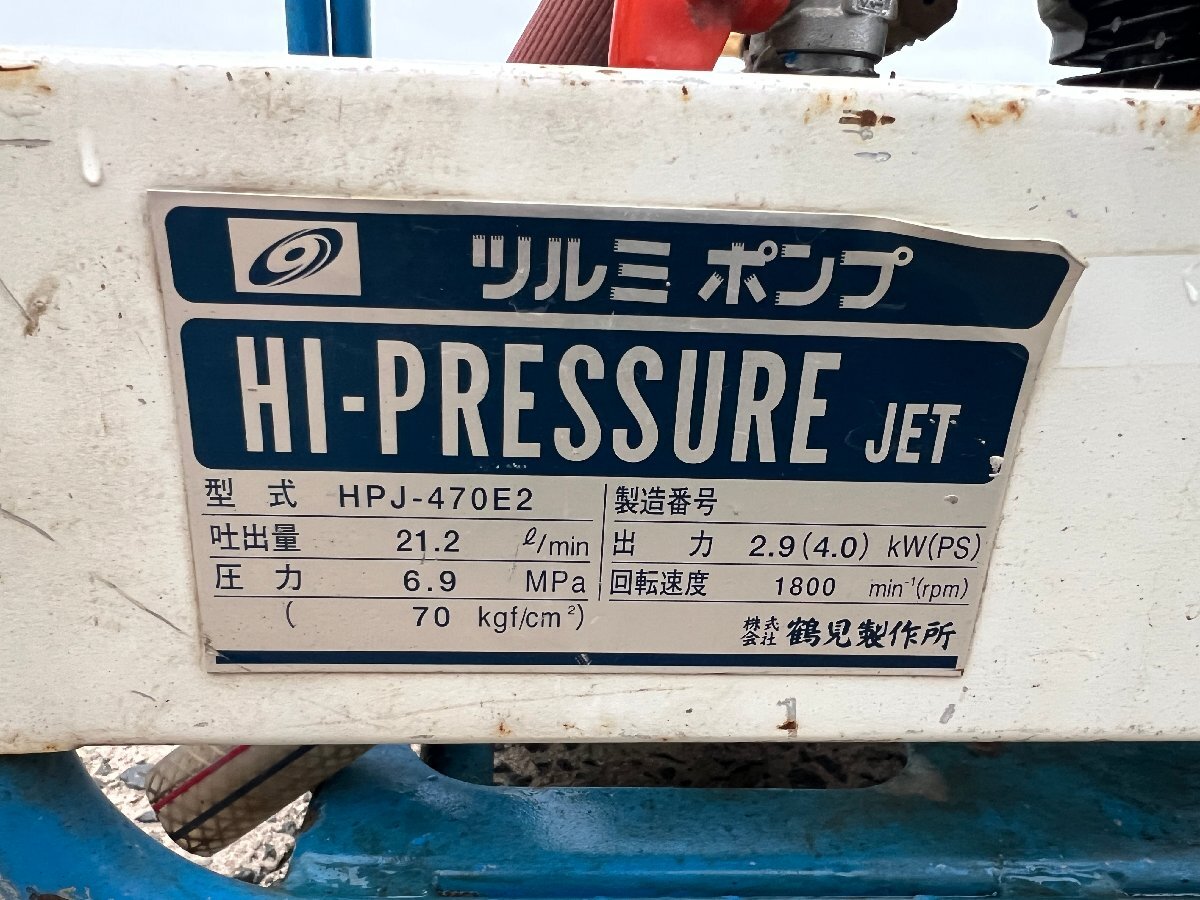 ツルミ ポンプ
HI-PRESSURE JET
型式 HPJ-470E2
製造番号
吐出量 21.2 ℓ/min
出力 2.9(4.0) kW(PS)
圧力 6.9 MPa
回転速度 1800 min⁻¹(rpm)
( 70 kgf/cm²)
株式会社 鶴見製作所